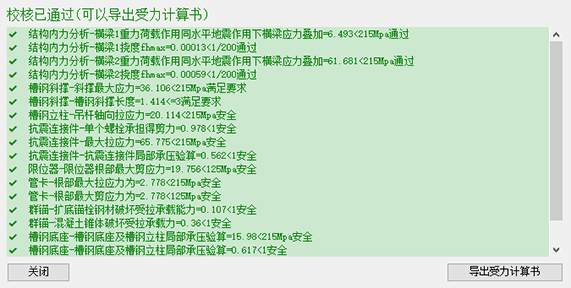 校核已通过(可以导出受力计算书)
结构内力分析-横梁1重力荷载作用同水平地震作用下横梁应力叠加=6.493<215Mpa通过
结构内力分析-横梁1挠度fhmax=0.00013<1/200通过
结构内力分析-横梁2重力荷载作用同水平地震作用下横梁应力叠加=61.681<215Mpa通过
结构内力分析-横梁2挠度fhmax=0.00059<1/200通过
槽钢斜撑-斜撑最大应力=36.106<215Mpa满足要求
槽钢斜撑-槽钢斜撑长度=1.414<=3满足要求
槽钢立柱-吊杆轴向拉应力=20.114<215Mpa安全
抗震连接件-单个螺栓承担得剪力=0.978<1安全
抗震连接件-最大拉应力=65.775<215Mpa安全
抗震连接件-抗震连接件局部承压验算=0.562<1安全
限位器-限位器根部最大剪应力=19.756<125Mpa安全
管卡-根部最大拉应力为=2.778<215Mpa安全
管卡-根部最大剪应力为=2.778<125Mpa安全
群锚-扩底锚栓钢材破坏受拉承载能力=0.107<1安全
群锚-混凝土锥体破坏受拉承载力=0.36<1安全
槽钢底座-槽钢底座及槽钢立柱局部承压验算=15.98<215Mpa安全
槽钢底座-槽钢底座及槽钢立柱局部承压验算=0.617<1安全
关闭
导出受力计算书